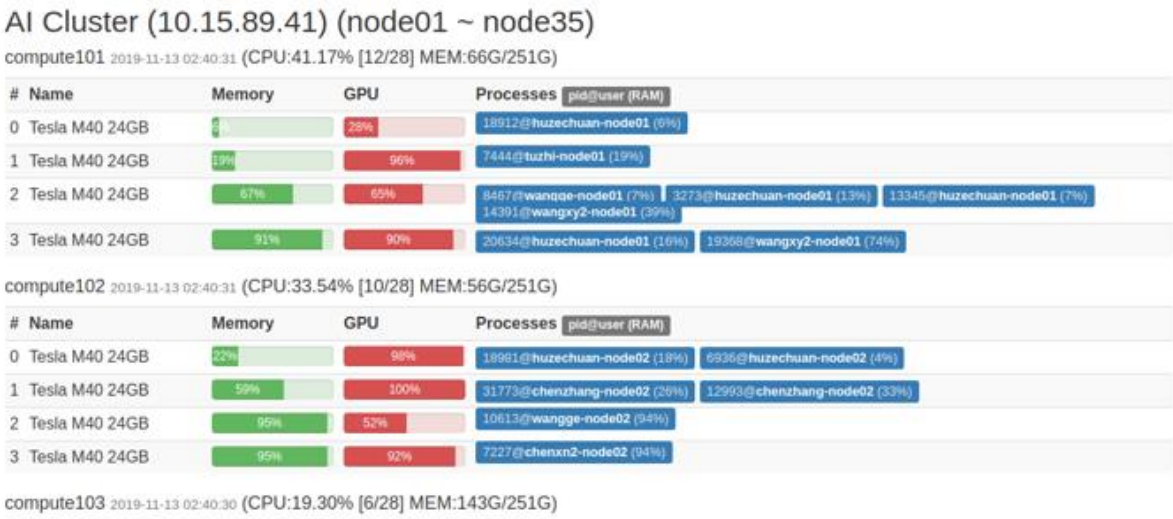 AI Cluster (10.15.89.41) (node01 ~ node35)
compute101 2019-11-13 02:40:31 (CPU:41.17% [12/28] MEM:66G/251G)
# Name Memory GPU Processes pid@user (RAM)
0 Tesla M40 24GB 6% 28% 18912@huzechuan-node01 (6%)
1 Tesla M40 24GB 19% 96% 7444@tuzhi-node01 (19%)
2 Tesla M40 24GB 67% 65% 8467@wangge-node01 (7%) 3273@huzechuan-node01 (13%) 13345@huzechuan-node01 (7%)
14391@wangxy2-node01 (39%)
3 Tesla M40 24GB 91% 90% 20634@huzechuan-node01 (16%) 19368@wangxy2-node01 (74%)
compute102 2019-11-13 02:40:31 (CPU:33.54% [10/28] MEM:56G/251G)
# Name Memory GPU Processes pid@user (RAM)
0 Tesla M40 24GB 22% 98% 18981@huzechuan-node02 (18%) 6936@huzechuan-node02 (4%)
1 Tesla M40 24GB 59% 100% 31773@chenzhang-node02 (26%) 12993@chenzhang-node02 (33%)
2 Tesla M40 24GB 95% 52% 10613@wangge-node02 (94%)
3 Tesla M40 24GB 95% 92% 7227@chenxn2-node02 (94%)
compute103 2019-11-13 02:40:30 (CPU:19.30% [6/28] MEM:143G/251G)